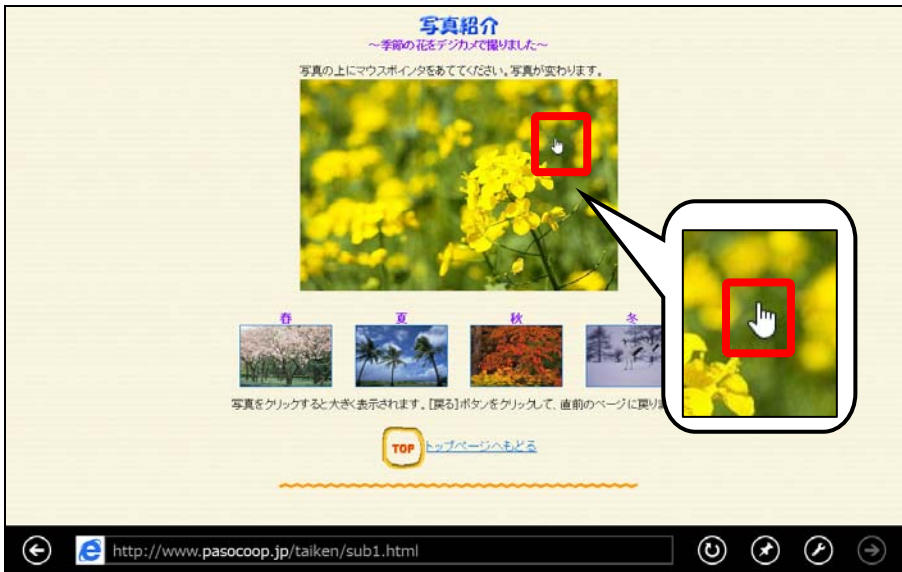 写真紹介
～季節の花をデジカメで撮りました～
写真の上にマウスポインタをあててください。写真が変わります。
春 夏 秋 冬
写真をクリックすると大きく表示されます。[戻る]ボタンをクリックして、直前のページに戻り
TOP トップページへもどる
http://www.pasocoop.jp/taiken/sub1.html